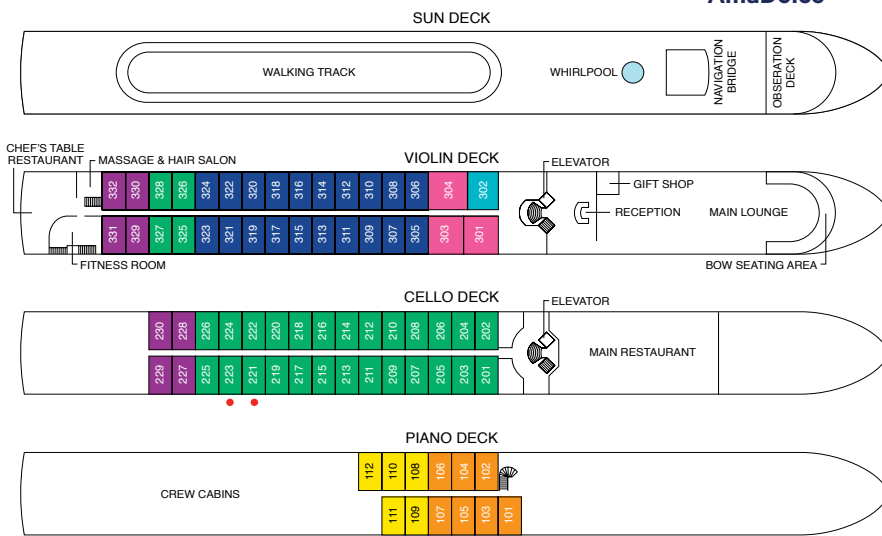 SUN DECK
WALKING TRACK
WHIRLPOOL
NAVIGATION
BRIDGE
OBSERATION
DECK
VIOLIN DECK
CHEF'S TABLE
RESTAURANT
MASSAGE & HAIR SALON
ELEVATOR
332 330 328 326 324 322 320 318 316 314 312 310 308 306 304 302
GIFT SHOP
RECEPTION
MAIN LOUNGE
331 329 327 325 323 321 319 317 315 313 311 309 307 305 303 301
FITNESS ROOM
BOW SEATING AREA
CELLO DECK
ELEVATOR
230 228 226 224 222 220 218 216 214 212 210 208 206 204 202
MAIN RESTAURANT
229 227 225 223 221 219 217 215 213 211 209 207 205 203 201
PIANO DECK
112 110 108 106 104 102
CREW CABINS
111 109 107 105 103 101